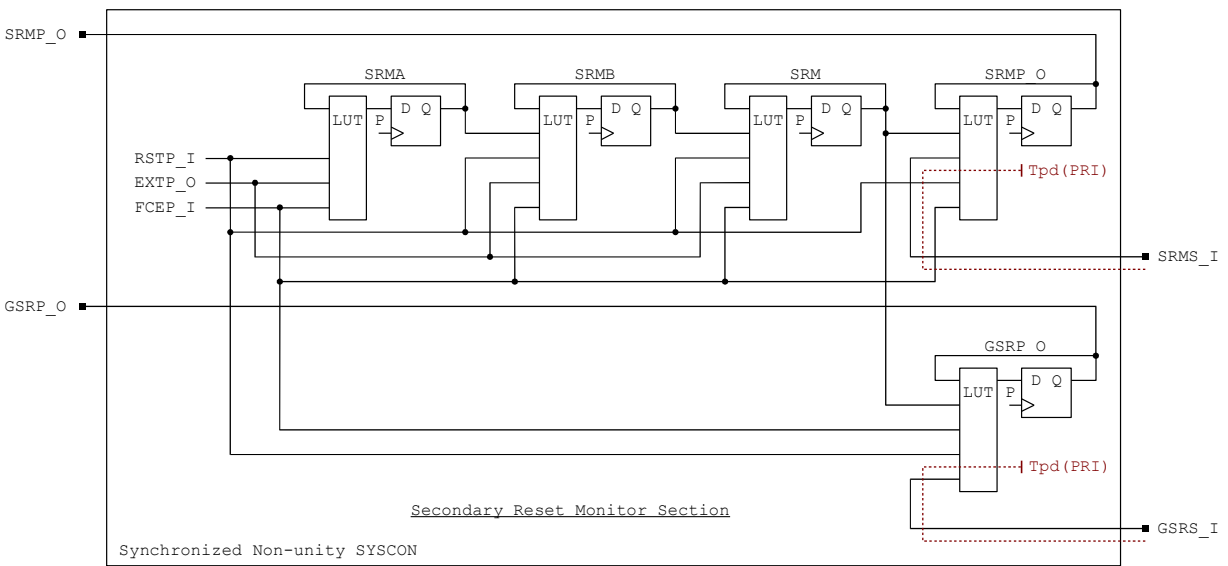 SRMP_O
SRMA
SRMB
SRM
SRMP_O
LUT
P
D Q
LUT
P
D Q
LUT
P
D Q
LUT
P
D Q
RSTP_I
EXTP_O
FCEP_I
Tpd(PRI)
SRMS_I
GSRP_O
GSRP_O
LUT
P
D Q
Tpd(PRI)
Secondary Reset Monitor Section
GSRS_I
Synchronized Non-unity SYSCON